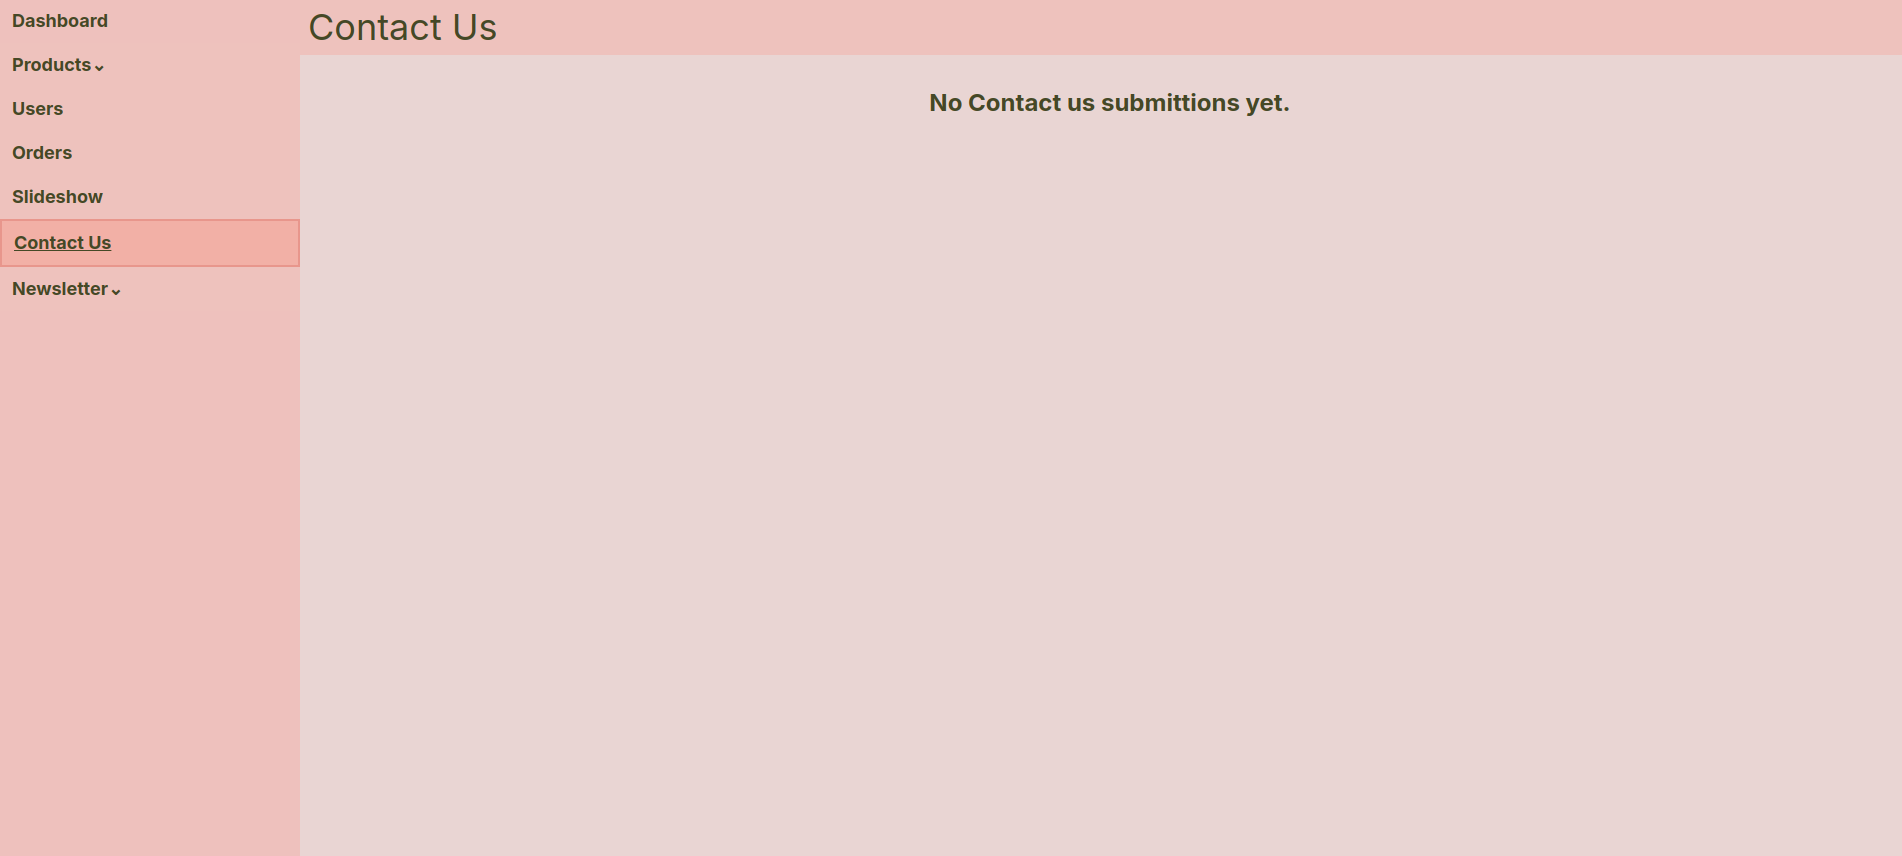 Dashboard
Products
Users
Orders
Slideshow
Contact Us
Newsletter
Contact Us
No Contact us submittions yet.